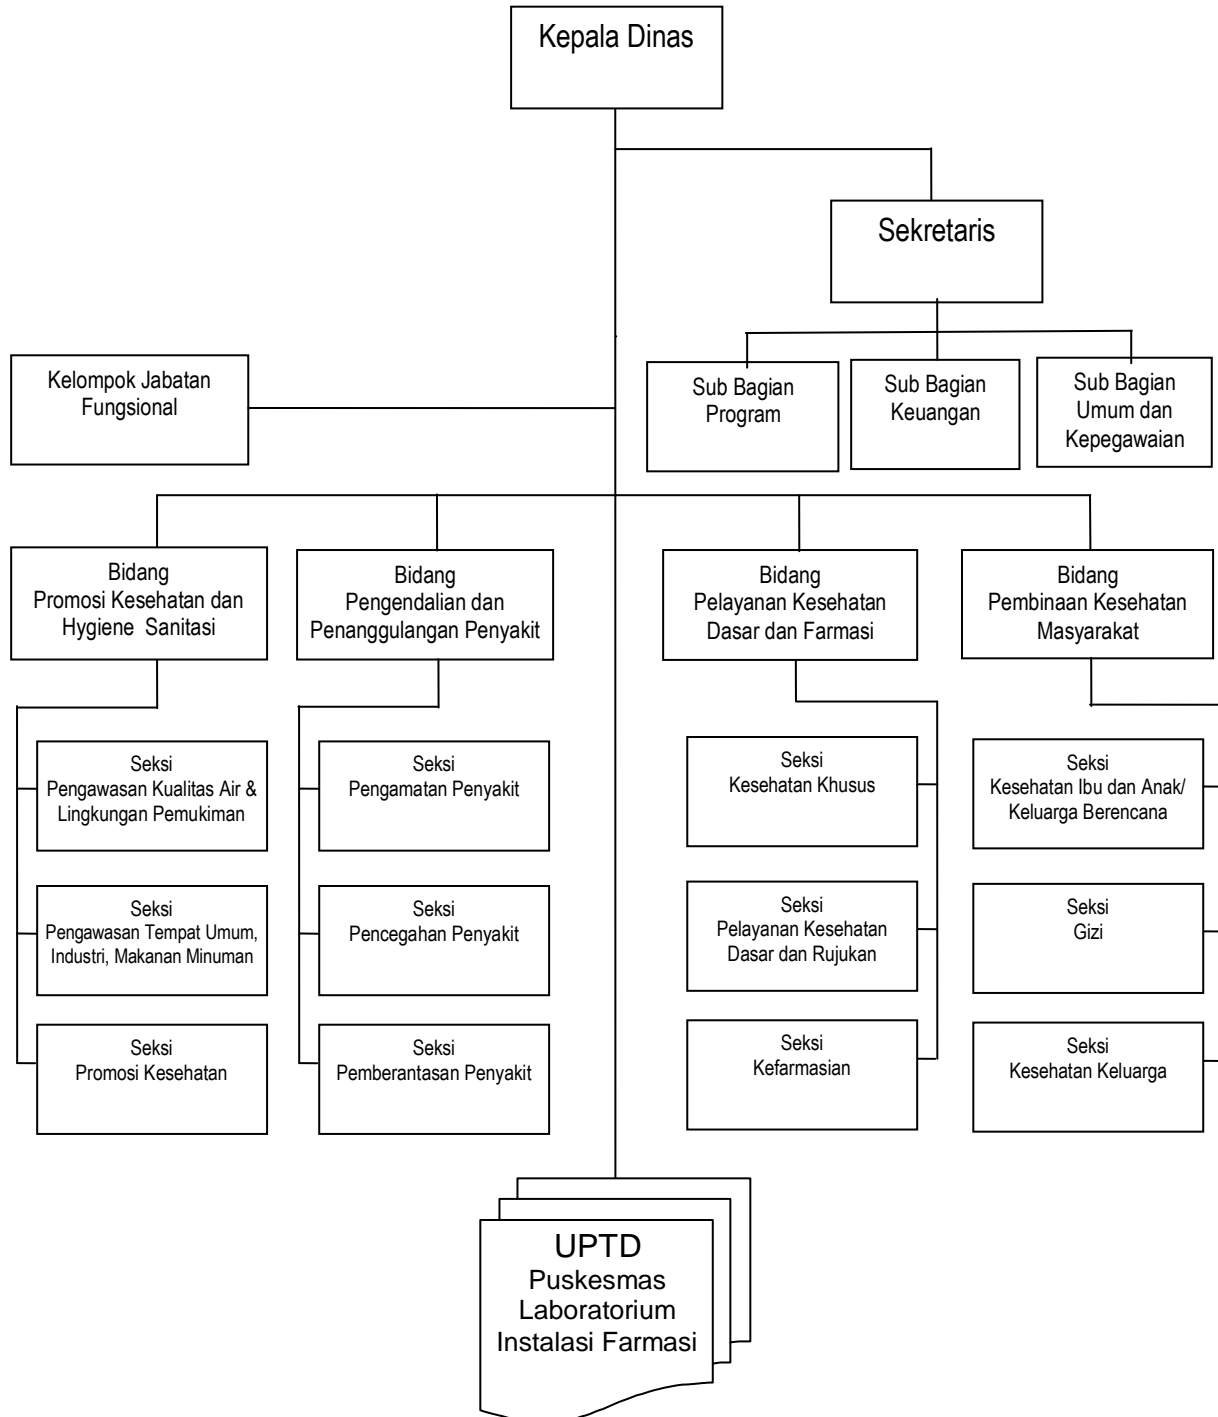 Kepala Dinas
Sekretaris
Kelompok Jabatan
Fungsional
Sub Bagian
Program
Sub Bagian
Keuangan
Sub Bagian
Umum dan
Kepegawaian
Bidang
Promosi Kesehatan dan
Hygiene Sanitasi
Bidang
Pengendalian dan
Penanggulangan Penyakit
Bidang
Pelayanan Kesehatan
Dasar dan Farmasi
Bidang
Pembinaan Kesehatan
Masyarakat
Seksi
Pengawasan Kualitas Air &
Lingkungan Pemukiman
Seksi
Pengamatan Penyakit
Seksi
Kesehatan Khusus
Seksi
Kesehatan Ibu dan Anak/
Keluarga Berencana
Seksi
Pengawasan Tempat Umum,
Industri, Makanan Minuman
Seksi
Pencegahan Penyakit
Seksi
Pelayanan Kesehatan
Dasar dan Rujukan
Seksi
Gizi
Seksi
Promosi Kesehatan
Seksi
Pemberantasan Penyakit
Seksi
Kefarmasian
Seksi
Kesehatan Keluarga
UPTD
Puskesmas
Laboratorium
Instalasi Farmasi